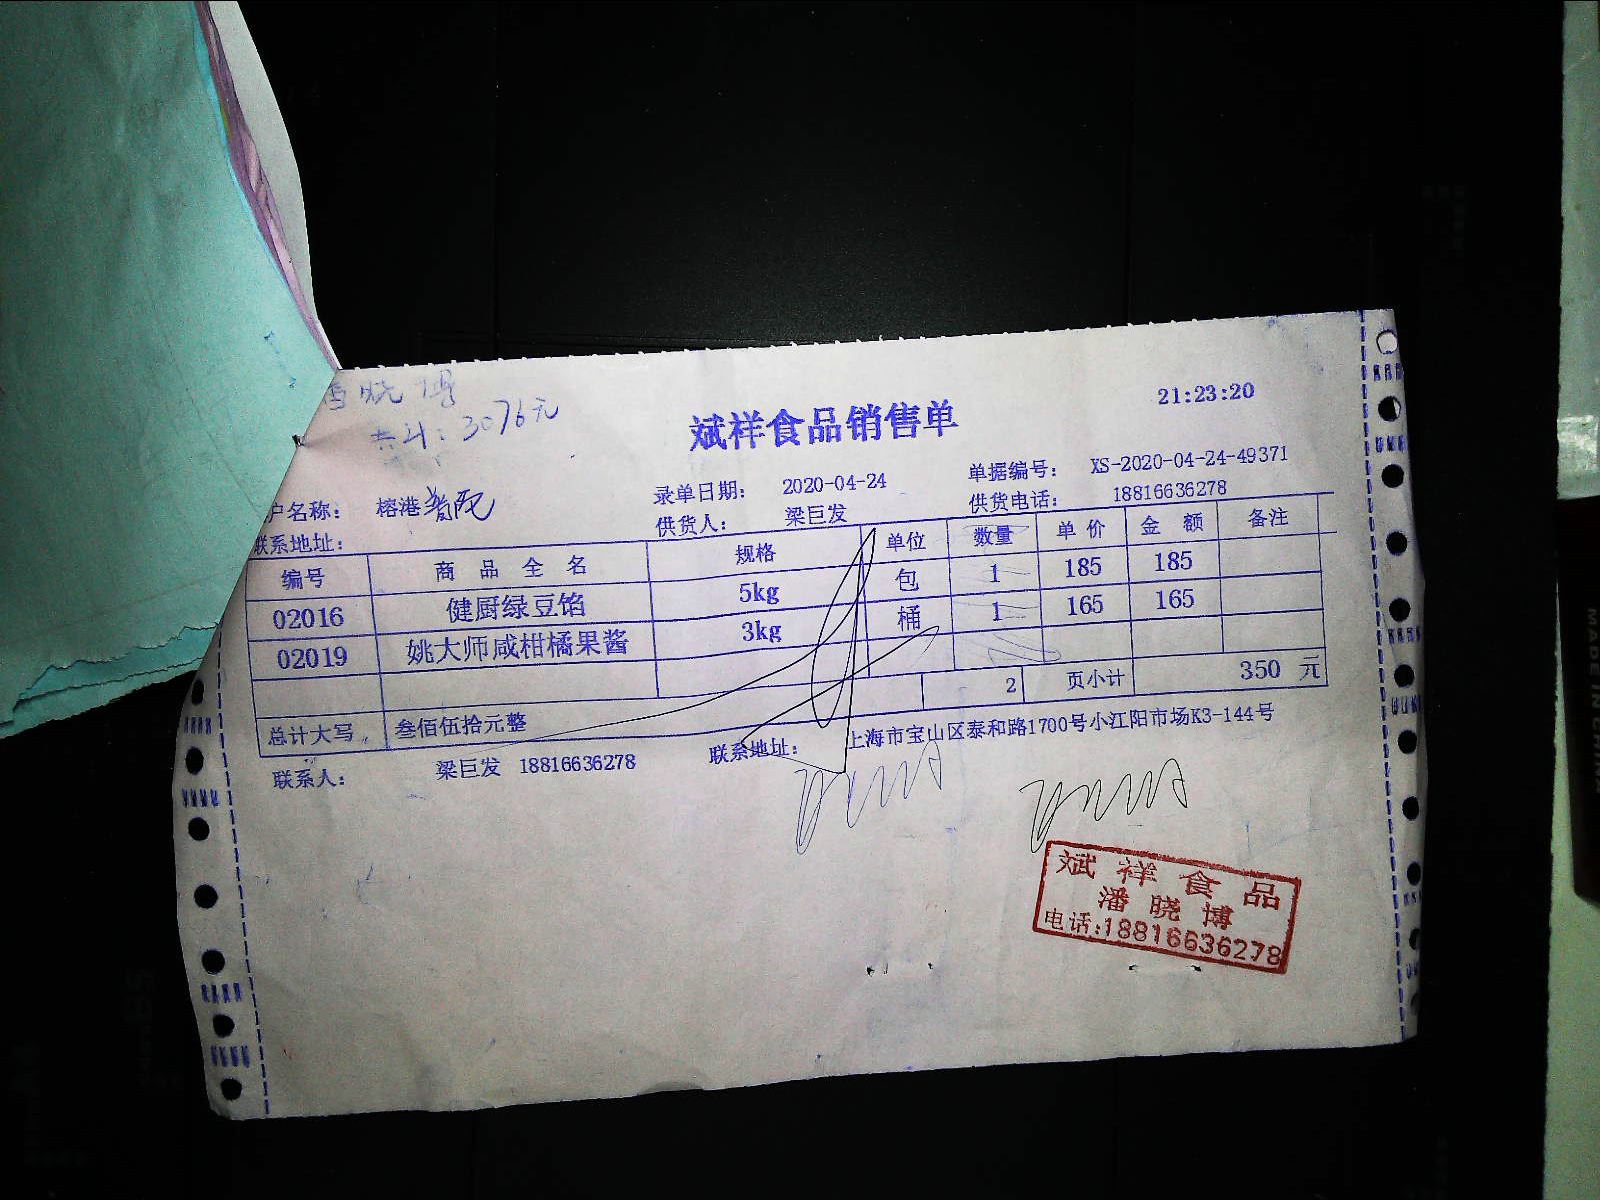 晓博
共计: 3076元
21:23:20
斌祥食品销售单
户名称: 榕港 录单日期: 2020-04-24 单据编号: XS-2020-04-24-49371
联系地址: 供货人: 梁巨发 供货电话: 18816636278
编号 商品全名 规格 单位 数量 单价 金额 备注
02016 健厨绿豆馅 5kg 包 1 185 185
02019 姚大师咸柑橘果酱 3kg 桶 1 165 165
2 页小计 350 元
总计大写 叁佰伍拾元整
联系人: 梁巨发 18816636278 联系地址: 上海市宝山区泰和路1700号小江阳市场K3-144号
斌祥食品
潘晓博
电话:18816636278
MADE IN CHINA